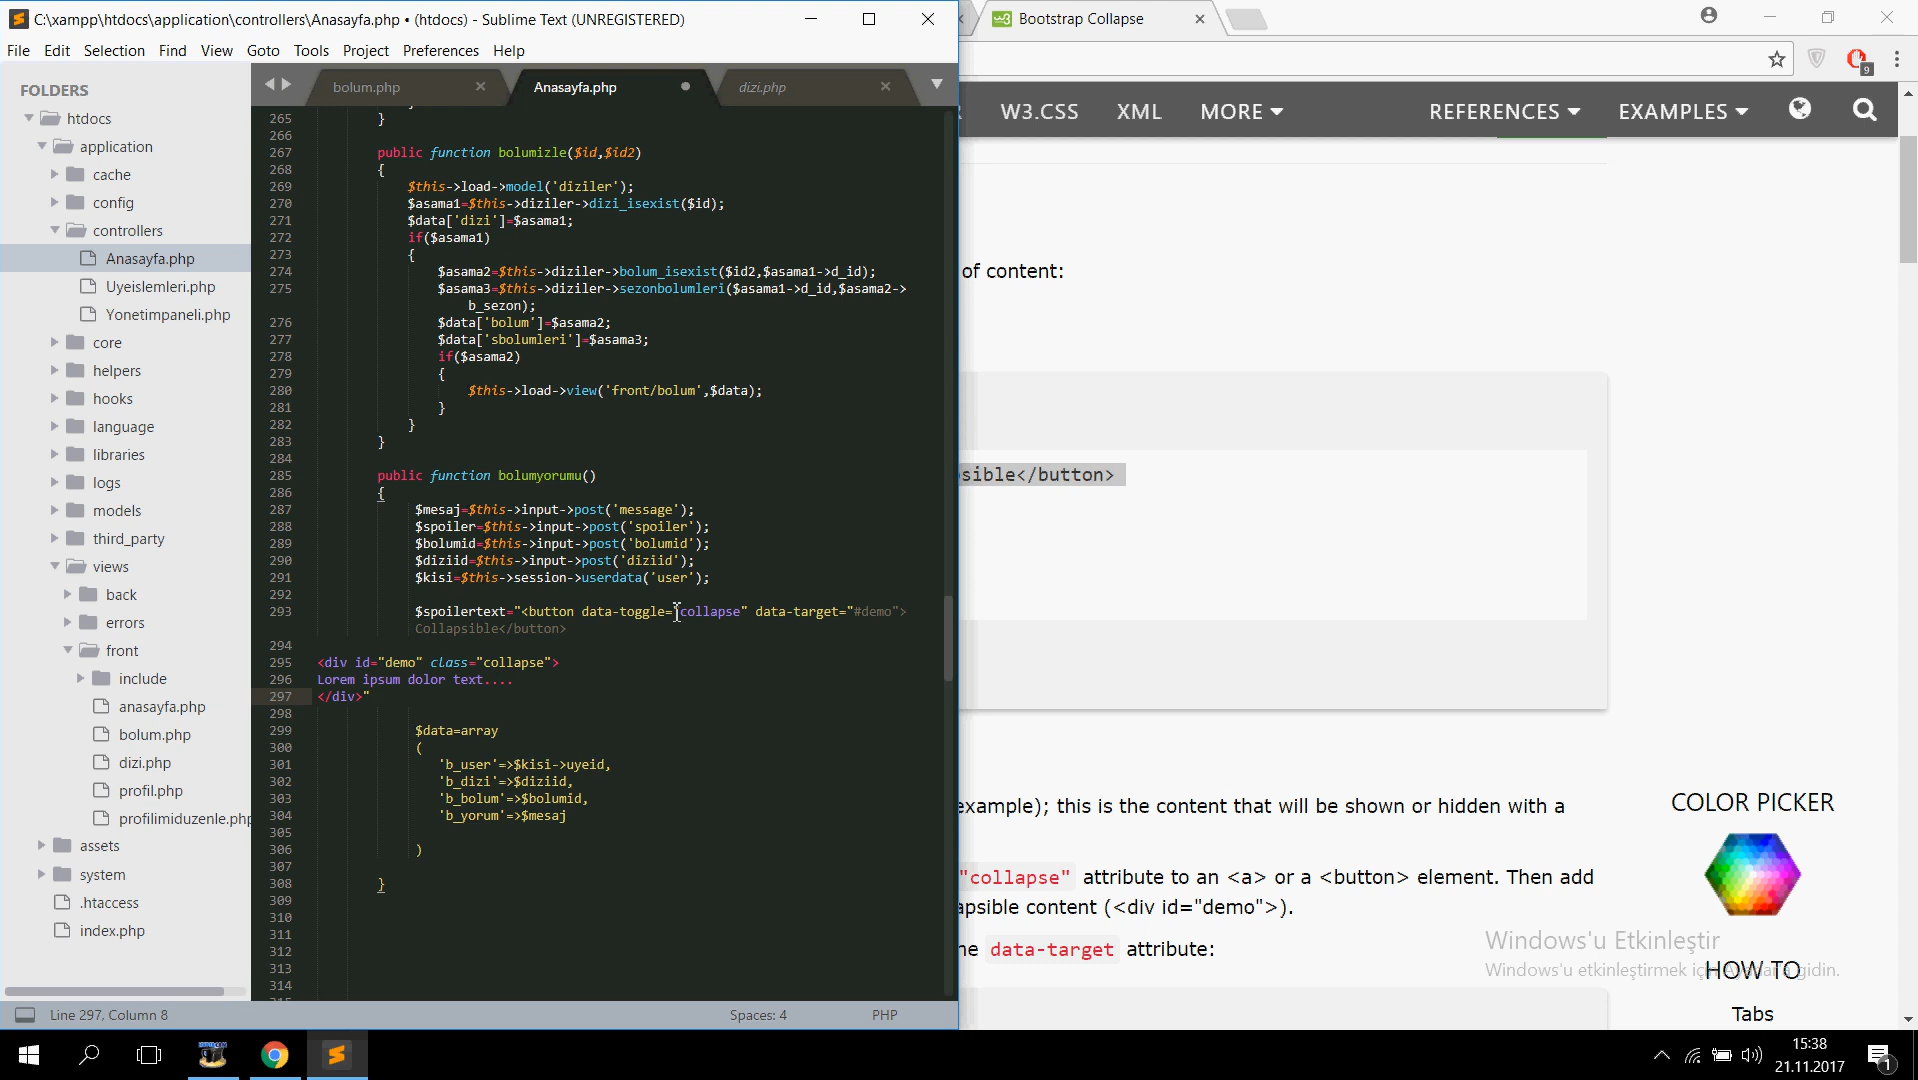 C:\xampp\htdocs\application\controllers\Anasayfa.php • (htdocs) - Sublime Text (UNREGISTERED)
Bootstrap Collapse
File Edit Selection Find View Goto Tools Project Preferences Help
9
FOLDERS
htdocs
application
cache
config
controllers
Anasayfa.php
Uyeislemleri.php
Yonetimpaneli.php
core
helpers
hooks
language
libraries
logs
models
third_party
views
back
errors
front
include
anasayfa.php
bolum.php
dizi.php
profil.php
profilimiduzenle.php
assets
system
.htaccess
index.php
bolum.php
Anasayfa.php
dizi.php
265 }
266
267 public function bolumizle($id,$id2)
268 {
269 $this->load->model('diziler');
270 $asama1=$this->diziler->dizi_isexist($id);
271 $data['dizi']=$asama1;
272 if($asama1)
273 {
274 $asama2=$this->diziler->bolum_isexist($id2,$asama1->d_id);
275 $asama3=$this->diziler->sezonbolumleri($asama1->d_id,$asama2->
b_sezon);
276 $data['bolum']=$asama2;
277 $data['sbolumleri']=$asama3;
278 if($asama2)
279 {
280 $this->load->view('front/bolum',$data);
281 }
282 }
283 }
284
285 public function bolumyorumu()
286 {
287 $mesaj=$this->input->post('message');
288 $spoiler=$this->input->post('spoiler');
289 $bolumid=$this->input->post('bolumid');
290 $diziid=$this->input->post('diziid');
291 $kisi=$this->session->userdata('user');
292
293 $spoilertext="<button data-toggle="collapse" data-target="#demo">
Collapsible</button>
294
295 <div id="demo" class="collapse">
296 Lorem ipsum dolor text....
297 </div>"
298
299 $data=array
300 (
301 'b_user'=>$kisi->uyeid,
302 'b_dizi'=>$diziid,
303 'b_bolum'=>$bolumid,
304 'b_yorum'=>$mesaj
305
306 )
307
308 }
309
310
311
312
313
314
Line 297, Column 8
Spaces: 4
PHP
W3.CSS XML MORE REFERENCES EXAMPLES
of content:
sible</button>
example); this is the content that will be shown or hidden with a
"collapse" attribute to an <a> or a <button> element. Then add
apsible content (<div id="demo">).
he data-target attribute:
COLOR PICKER
Windows'u Etkinleştir
Windows'u etkinleştirmek için Ayarlar'a gidin.
HOW TO
Tabs
15:38
21.11.2017
1